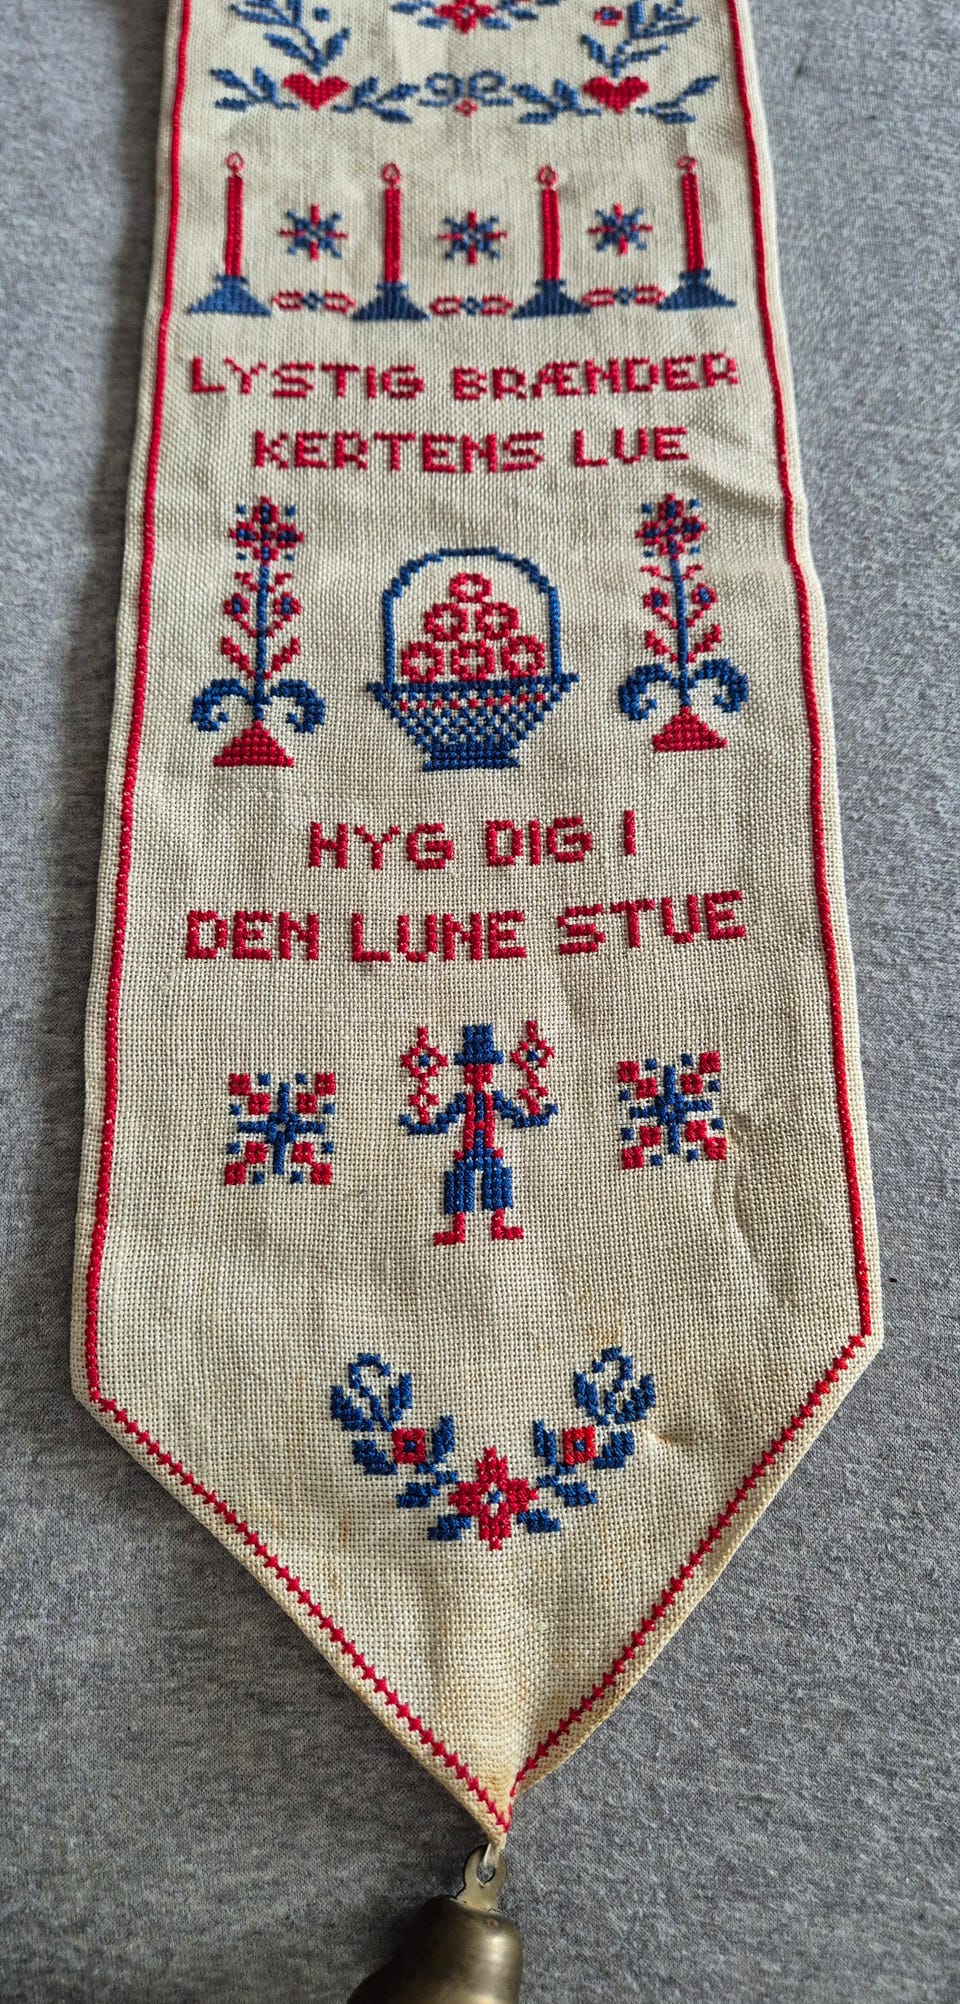 LYSTIG BRÆNDER
KERTENS LUE
HYG DIG I
DEN LUNE STUE